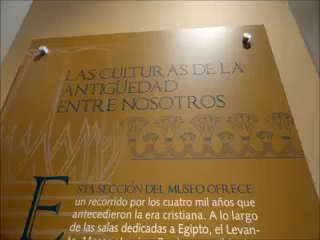 LAS CULTURAS DE LA
ANTIGÜEDAD
ENTRE NOSOTROS
ESTA SECCIÓN DEL MUSEO OFRECE
un recorrido por los cuatro mil años que
antecedieron la era cristiana. A lo largo
de las salas dedicadas a Egipto, el Levan-